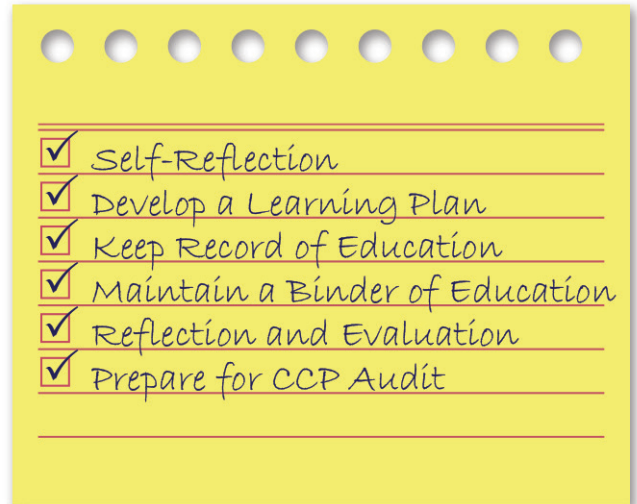 Self-Reflection
Develop a Learning Plan
Keep Record of Education
Maintain a Binder of Education
Reflection and Evaluation
Prepare for CCP Audit